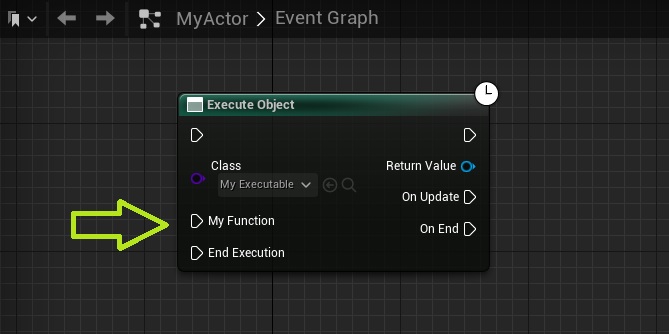 MyActor > Event Graph
Execute Object
Class
My Executable
Return Value
On Update
My Function
On End
End Execution